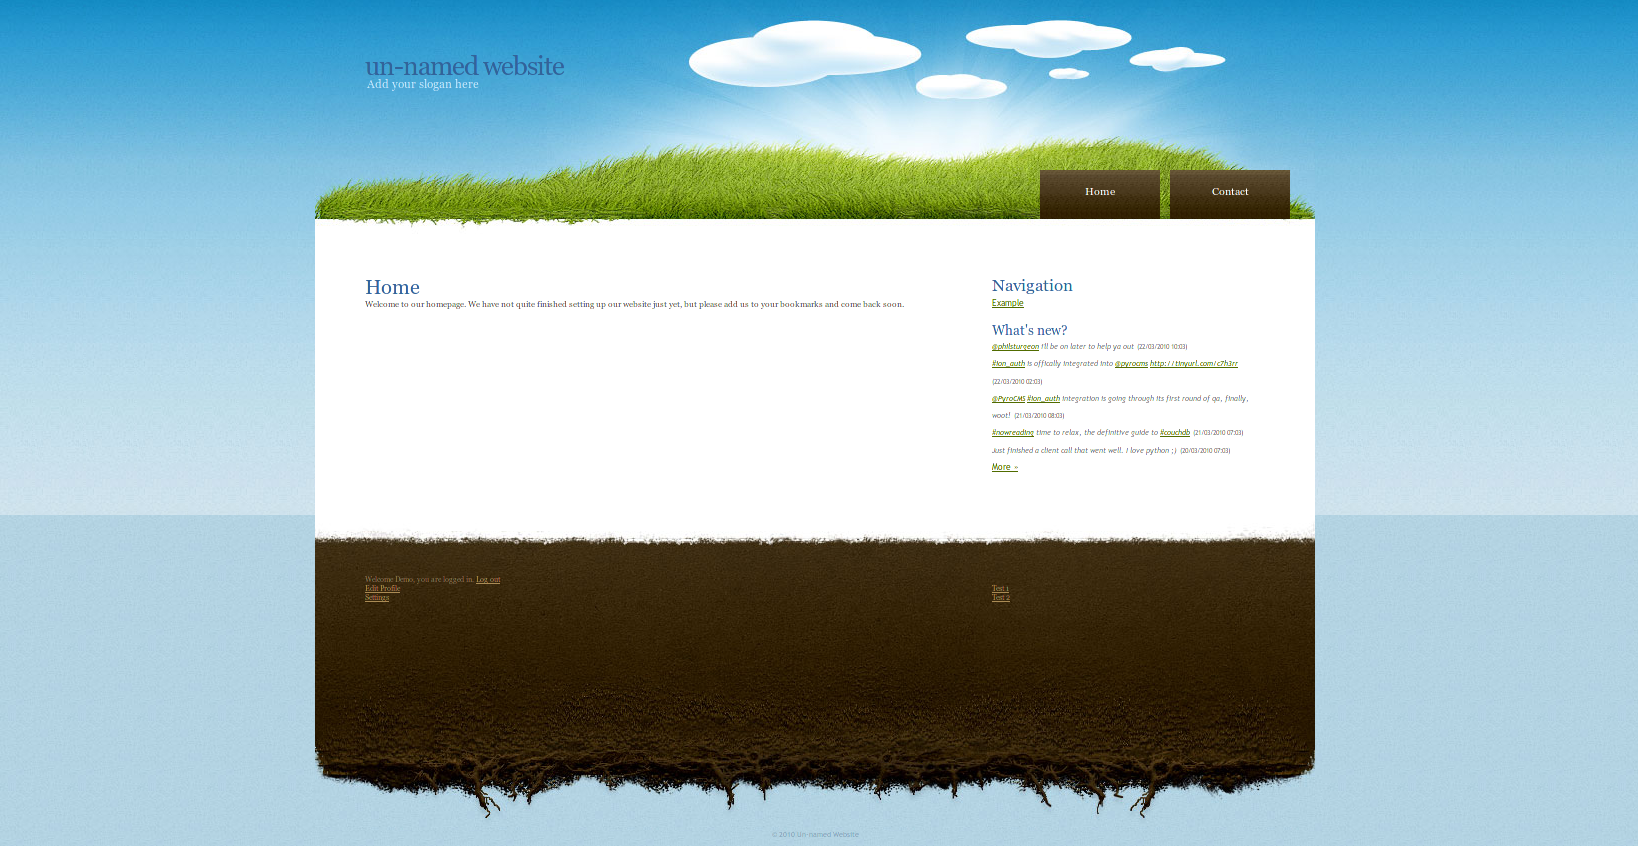 un-named website
Add your slogan here
Home
Contact
Home
Welcome to our homepage. We have not quite finished setting up our website just yet, but please add us to your bookmarks and come back soon.
Navigation
Example
What's new?
@philsturgeon I'll be on later to help ya out (22/03/2010 10:03)
#ion_auth is offically integrated into @pyrocms http://tinyurl.com/c7h3rr
(22/03/2010 02:03)
@PyroCMS #ion_auth integration is going through its first round of qa, finally,
woot! (21/03/2010 08:03)
#nowreading time to relax, the definitive guide to #couchdb (21/03/2010 07:03)
Just finished a client call that went well. I love python ;) (20/03/2010 07:03)
More »
Welcome Demo, you are logged in. Log out
Edit Profile
Settings
Test 1
Test 2
© 2010 Un-named Website